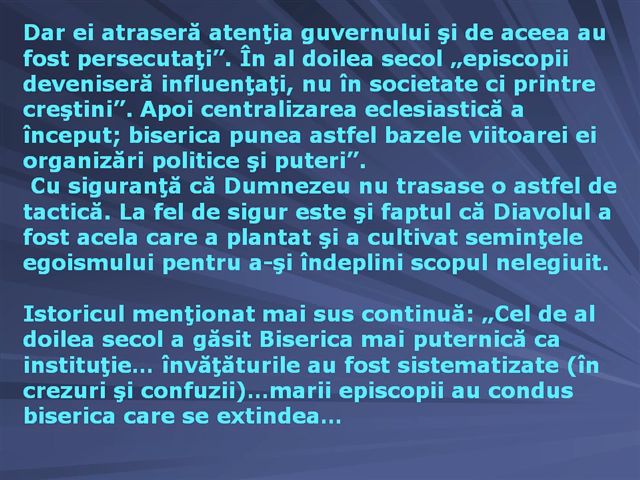 Dar ei atraseră atenţia guvernului şi de aceea au
fost persecutaţi”. În al doilea secol „episcopii
deveniseră influenţaţi, nu în societate ci printre
creştini”. Apoi centralizarea eclesiastică a
început; biserica punea astfel bazele viitoarei ei
organizări politice şi puteri”.
Cu siguranţă că Dumnezeu nu trasase o astfel de
tactică. La fel de sigur este şi faptul că Diavolul a
fost acela care a plantat şi a cultivat seminţele
egoismului pentru a-şi îndeplini scopul nelegiuit.
Istoricul menţionat mai sus continuă: „Cel de al
doilea secol a găsit Biserica mai puternică ca
instituţie… învăţăturile au fost sistematizate (în
crezuri şi confuzii)…marii episcopii au condus
biserica care se extindea…